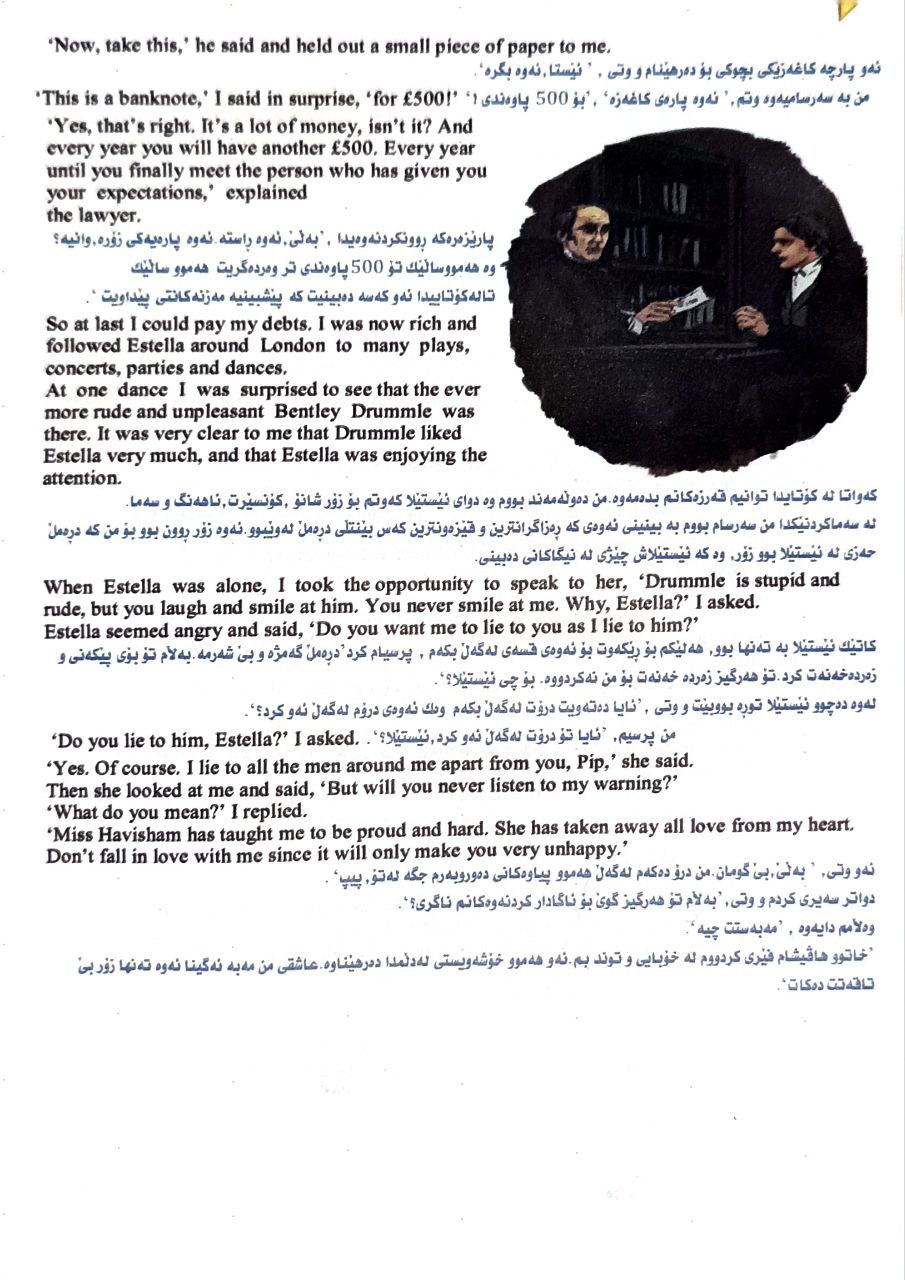 ‘Now, take this,’ he said and held out a small piece of paper to me.
ئەو پارچە کاغەزێکی بچوکی بۆ دەرهێنام و وتی , ’ ئێستا,ئەوە بگرە‘.
‘This is a banknote,’ I said in surprise, ‘for £500!’ من بە سەرسامیەوە وتم,’ ئەوە پارەی کاغەزە‘ ,’بۆ 500 پاوەندی !‘
‘Yes, that’s right. It’s a lot of money, isn’t it? And
every year you will have another £500. Every year
until you finally meet the person who has given you
your expectations,’ explained
the lawyer.
پارێزەرەکە ڕوونکردنەوەیدا ,’بەڵێ,ئەوە ڕاستە.ئەوە پارەیەکی زۆرە,وانیە؟
وە هەمووساڵێك تۆ 500 پاوەندی تر وەردەگریت هەموو ساڵێك
تالەکۆتاییدا ئەو کەسە دەبینیت کە پێشبینیە مەزنەکانتی پێداویت ‘.
So at last I could pay my debts. I was now rich and
followed Estella around London to many plays,
concerts, parties and dances.
At one dance I was surprised to see that the ever
more rude and unpleasant Bentley Drummle was
there. It was very clear to me that Drummle liked
Estella very much, and that Estella was enjoying the
attention.
کەواتا لە کۆتایدا توانیم قەرزەکانم بدەمەوە.من دەوڵەمەند بووم وە دوای ئێستێلا کەوتم بۆ زۆر شانۆ ,کۆنسێرت,ئاهەنگ و سەما.
لە سەماکردنێکدا من سەرسام بووم بە بینینی ئەوەی کە ڕەزاگرانترین و قێزەونترین کەس بێنتڵی درەمڵ لەوێبوو.ئەوە زۆر ڕوون بوو بۆ من کە درەمڵ
حەزی لە ئێستێلا بوو زۆر, وە کە ئێستێلاش چێژی لە نیگاکانی دەبینی.
When Estella was alone, I took the opportunity to speak to her, ‘Drummle is stupid and
rude, but you laugh and smile at him. You never smile at me. Why, Estella?’ I asked.
Estella seemed angry and said, ‘Do you want me to lie to you as I lie to him?’
کاتێك ئێستێلا بە تەنها بوو, هەلێکم بۆ ڕێکەوت بۆ ئەوەی قسەی لەگەڵ بکەم , پرسیام کرد’درەمڵ گەمژە و بێ شەرمە.بەلام تۆ بۆی پێکەنی و
زەردەخەنەت کرد.تۆ هەرگیز زەردە خەنەت بۆ من نەکردووە. بۆ چی ئێستێلا؟‘.
لەوە دەچوو ئێستێلا تورە بووبێت و وتی ,’ئایا دەتەویت درۆت لەگەڵ بکەم وەك ئەوەی درۆم لەگەڵ ئەو کرد؟‘.
‘Do you lie to him, Estella?’ I asked. من پرسیم, ’ئایا تۆ درۆت لەگەڵ ئەو کرد,ئێستێلا؟‘.
‘Yes. Of course. I lie to all the men around me apart from you, Pip,’ she said.
Then she looked at me and said, ‘But will you never listen to my warning?’
‘What do you mean?’ I replied.
‘Miss Havisham has taught me to be proud and hard. She has taken away all love from my heart.
Don’t fall in love with me since it will only make you very unhappy.’
ئەو وتی, ’ بەڵێ,بێ گومان.من درۆ دەکەم لەگەڵ هەموو پیاوەکانی دەوروبەرم جگە لەتۆ, پیپ‘ .
دواتر سەیری کردم و وتی,’بەلام تۆ هەرگیز گوێ بۆ ئاگادار کردنەوەکانم ناگری؟‘.
وەلامم دایەوە , ’مەبەستت چیە‘.
’خاتوو هاڤیشام فێری کردووم لە خۆبایی و توند بم.ئەو هەموو خۆشەویستی لەدڵمدا دەرهێناوە.عاشقی من مەبە ئەگینا ئەوە تەنها زۆر بێ
تاقەتت دەکات‘.